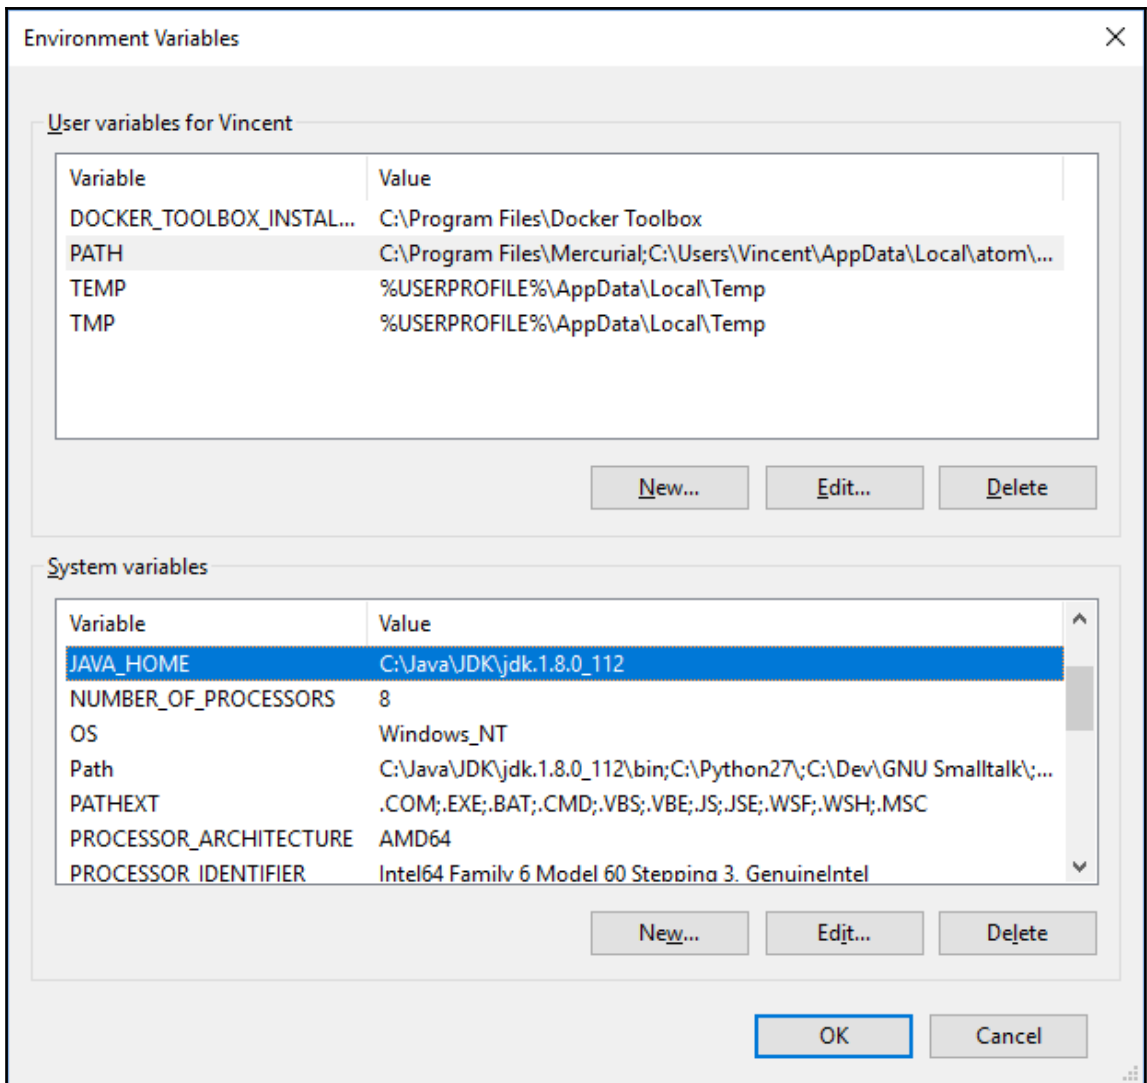 Environment Variables
User variables for Vincent
Variable Value
DOCKER_TOOLBOX_INSTAL... C:\Program Files\Docker Toolbox
PATH C:\Program Files\Mercurial;C:\Users\Vincent\AppData\Local\atom\...
TEMP %USERPROFILE%\AppData\Local\Temp
TMP %USERPROFILE%\AppData\Local\Temp
New... Edit... Delete
System variables
Variable Value
JAVA_HOME C:\Java\JDK\jdk.1.8.0_112
NUMBER_OF_PROCESSORS 8
OS Windows_NT
Path C:\Java\JDK\jdk.1.8.0_112\bin;C:\Python27\;C:\Dev\GNU Smalltalk\;...
PATHEXT .COM;.EXE;.BAT;.CMD;.VBS;.VBE;.JS;.JSE;.WSF;.WSH;.MSC
PROCESSOR_ARCHITECTURE AMD64
PROCESSOR_IDENTIFIER Intel64 Family 6 Model 60 Stepping 3, GenuineIntel
New... Edit... Delete
OK Cancel